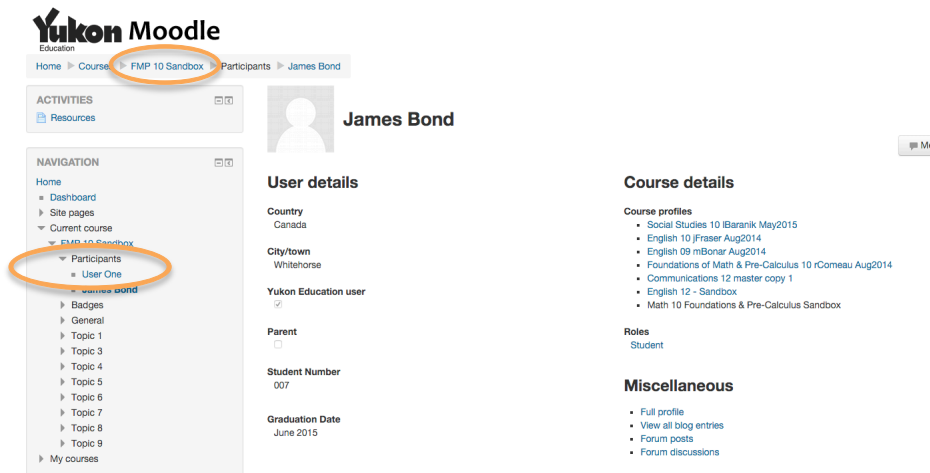 Yukon Moodle
Education
Home Courses FMP 10 Sandbox Participants James Bond
ACTIVITIES
Resources
NAVIGATION
Home
Dashboard
Site pages
Current course
FMP 10 Sandbox
Participants
User One
James Bond
Badges
General
Topic 1
Topic 3
Topic 4
Topic 5
Topic 6
Topic 7
Topic 8
Topic 9
My courses
James Bond
Me
User details
Country
Canada
City/town
Whitehorse
Yukon Education user
Parent
Student Number
007
Graduation Date
June 2015
Course details
Course profiles
Social Studies 10 lBaranik May2015
English 10 jFraser Aug2014
English 09 mBonar Aug2014
Foundations of Math & Pre-Calculus 10 rComeau Aug2014
Communications 12 master copy 1
English 12 - Sandbox
Math 10 Foundations & Pre-Calculus Sandbox
Roles
Student
Miscellaneous
Full profile
View all blog entries
Forum posts
Forum discussions